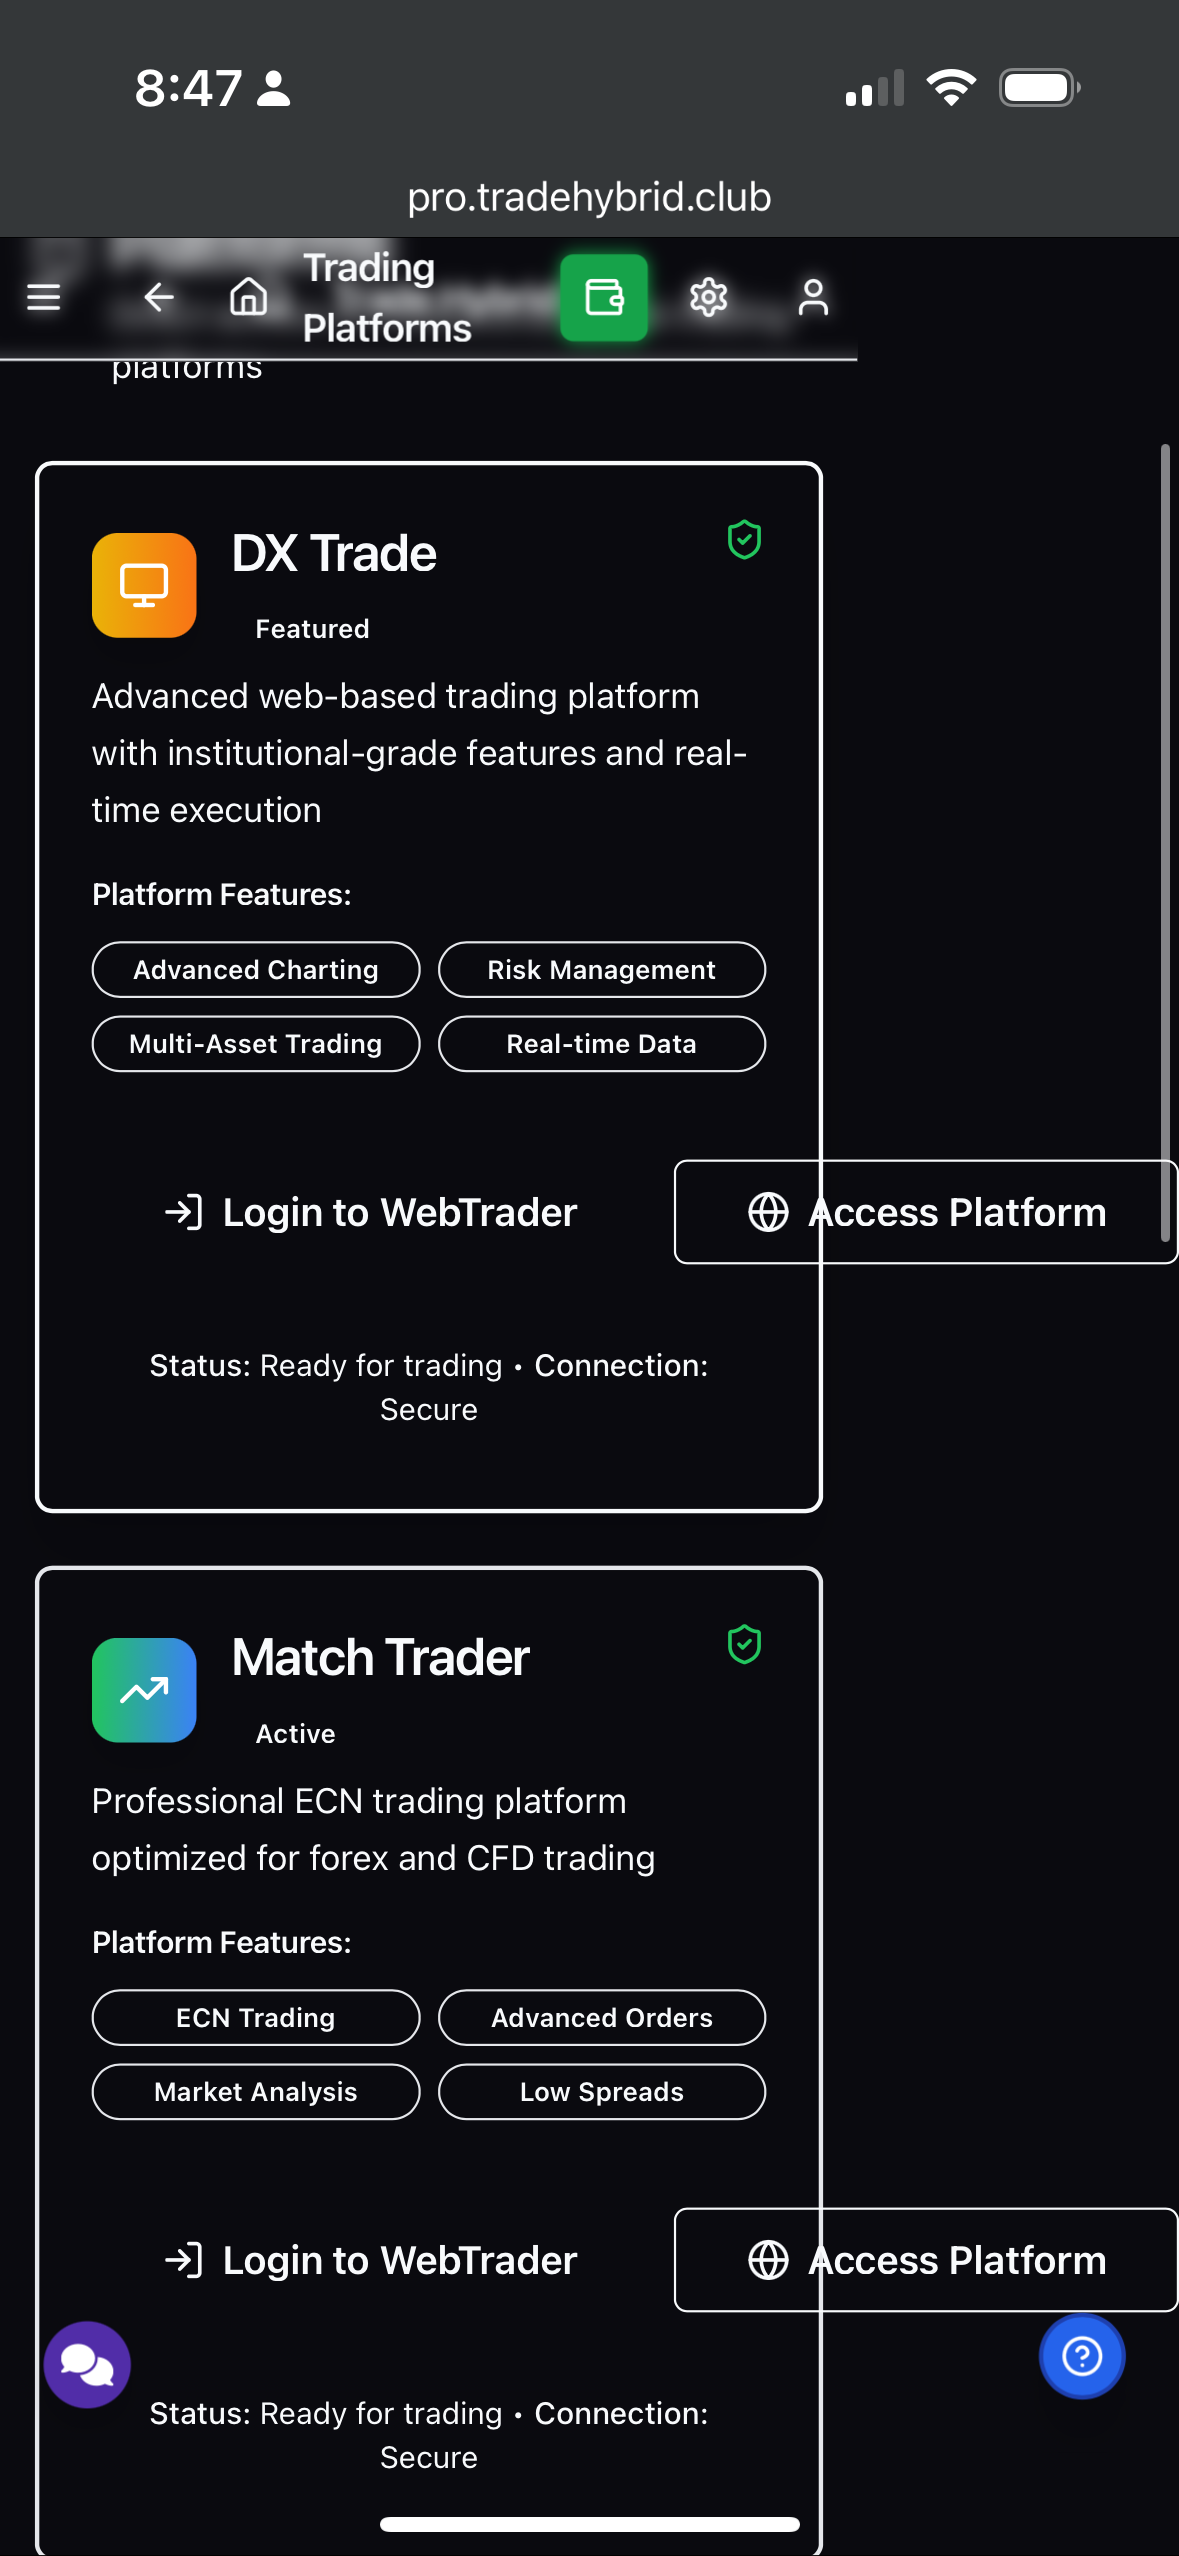 8:47
pro.tradehybrid.club
Trading
Platforms
platforms
DX Trade
Featured
Advanced web-based trading platform
with institutional-grade features and real-
time execution
Platform Features:
Advanced Charting
Risk Management
Multi-Asset Trading
Real-time Data
Login to WebTrader
Access Platform
Status: Ready for trading • Connection:
Secure
Match Trader
Active
Professional ECN trading platform
optimized for forex and CFD trading
Platform Features:
ECN Trading
Advanced Orders
Market Analysis
Low Spreads
Login to WebTrader
Access Platform
Status: Ready for trading • Connection:
Secure